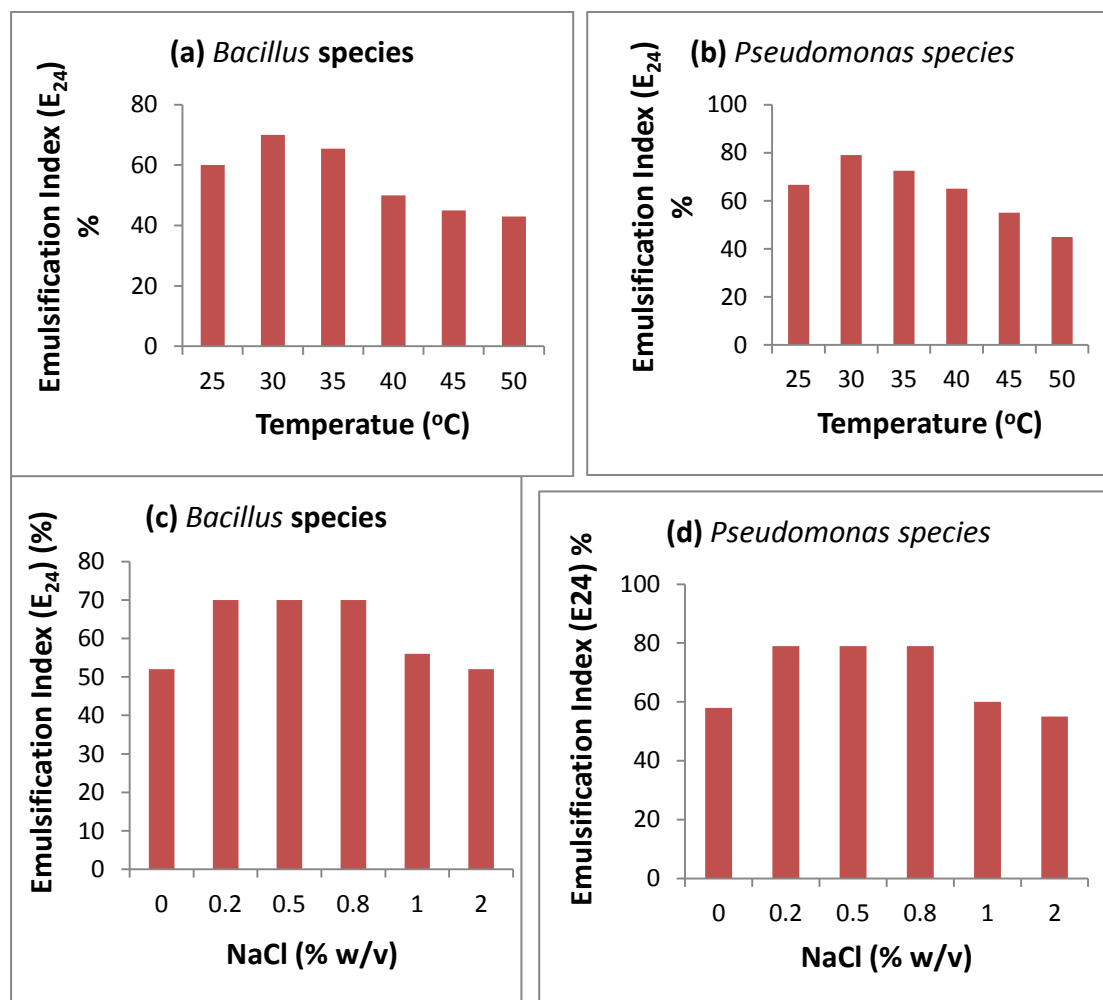 (a) Bacillus species
Emulsification Index (E24)
%
80
60
40
20
0
25 30 35 40 45 50
Temperatue (oC)
(b) Pseudomonas species
Emulsification Index (E24)
%
100
80
60
40
20
0
25 30 35 40 45 50
Temperature (oC)
(c) Bacillus species
Emulsification Index (E24) (%)
80
70
60
50
40
30
20
10
0
0 0.2 0.5 0.8 1 2
NaCl (% w/v)
(d) Pseudomonas species
Emulsification Index (E24) %
100
80
60
40
20
0
0 0.2 0.5 0.8 1 2
NaCl (% w/v)